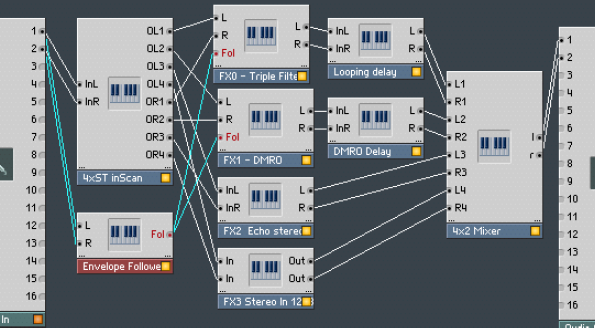 1
2
3
4
5
6
7
8
9
10
11
12
13
14
15
16
In
OL1
OL2
OL3
OL4
InL OR1
InR OR2
OR3
OR4
4xST inScan
L
R Fol
Envelope Followe
L L
R R
Fol
FX0 - Triple Filte
L L
R R
Fol
FX1 - DMRO
InL L
InR R
FX2 Echo stereo
In Out
In Out
FX3 Stereo In 12
InL L
InR R
Looping delay
InL L
InR R
DMRO Delay
L1
R1
L2
R2 l
L3 r
R3
L4
R4
4x2 Mixer
1
2
3
4
5
6
7
8
9
10
11
12
13
14
15
16